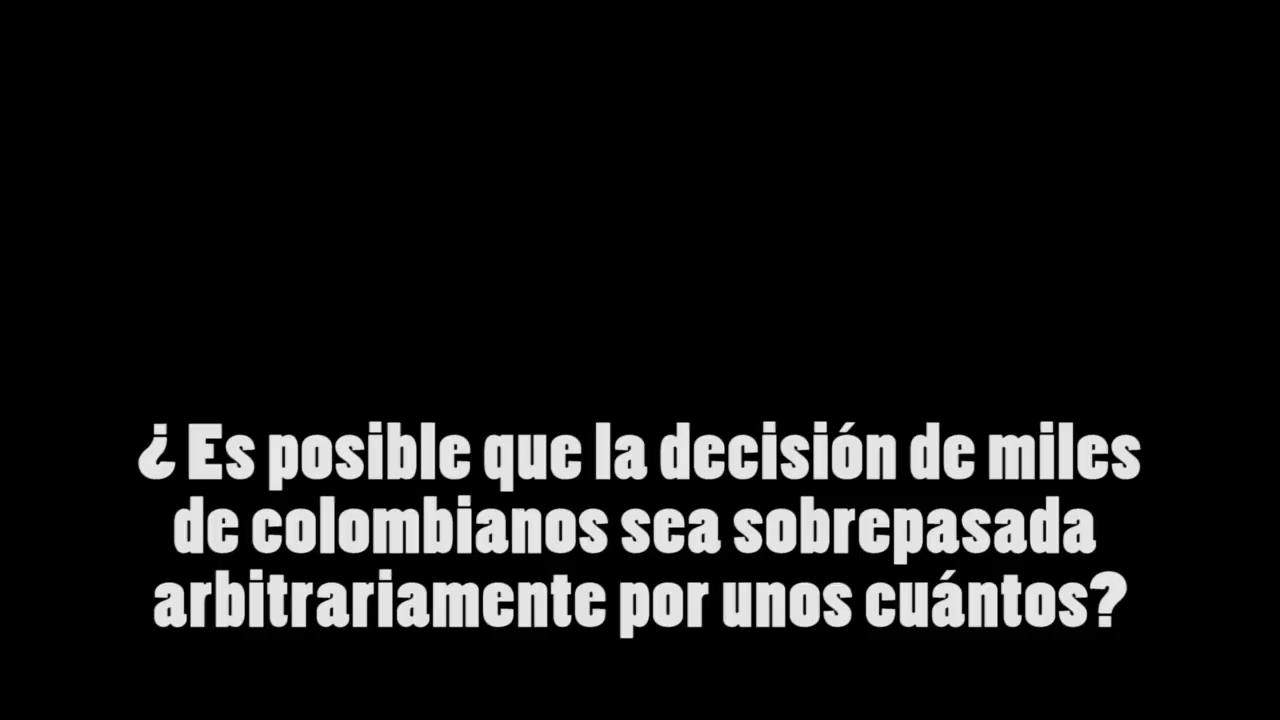 ¿ Es posible que la decisión de miles
de colombianos sea sobrepasada
arbitrariamente por unos cuántos?